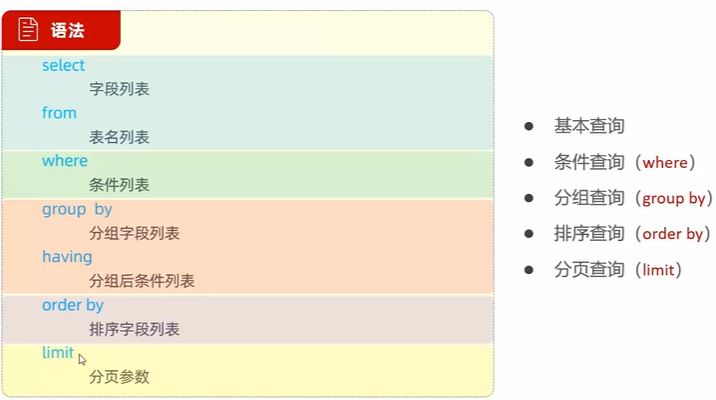 语法
select
字段列表
from
表名列表
where
条件列表
group by
分组字段列表
having
分组后条件列表
order by
排序字段列表
limit
分页参数
● 基本查询
● 条件查询（where）
● 分组查询（group by）
● 排序查询（order by）
● 分页查询（limit）